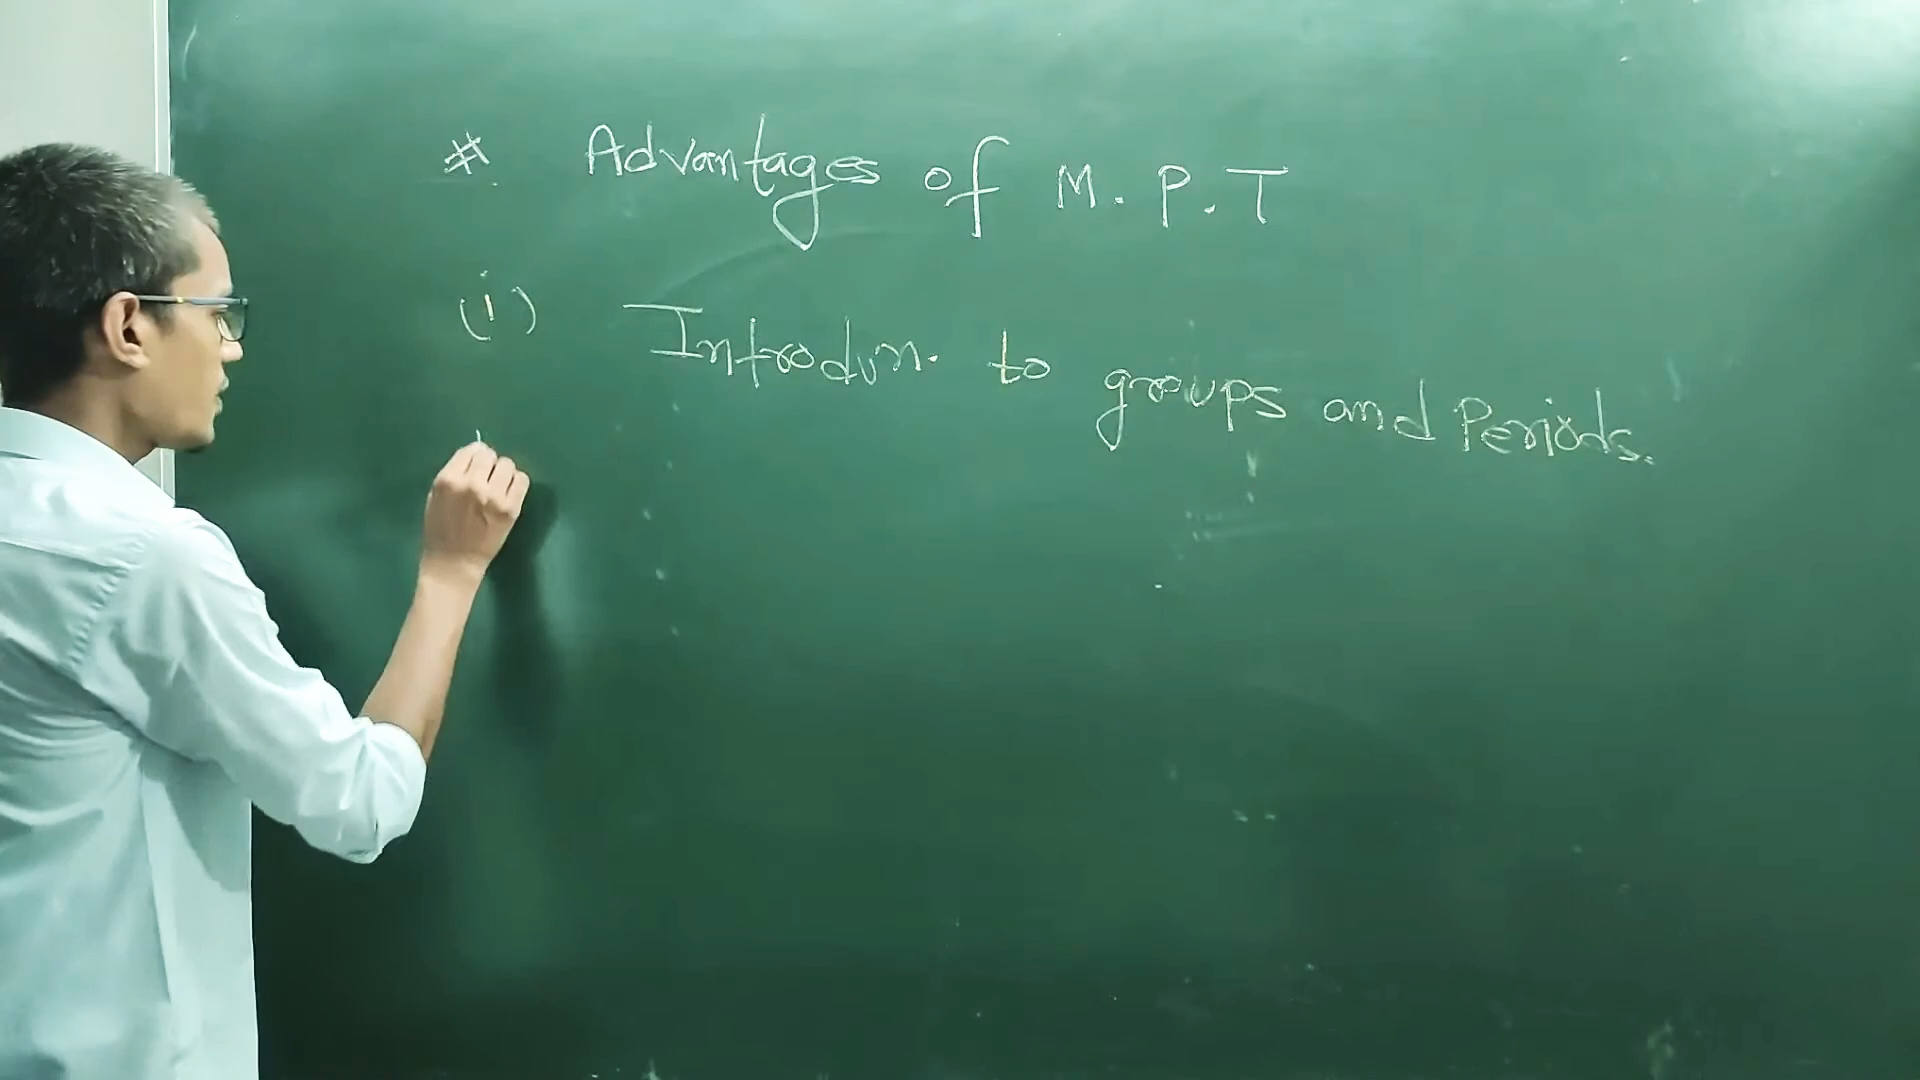 # Advantages of M.P.T
(i) Introdun. to groups and Periods.